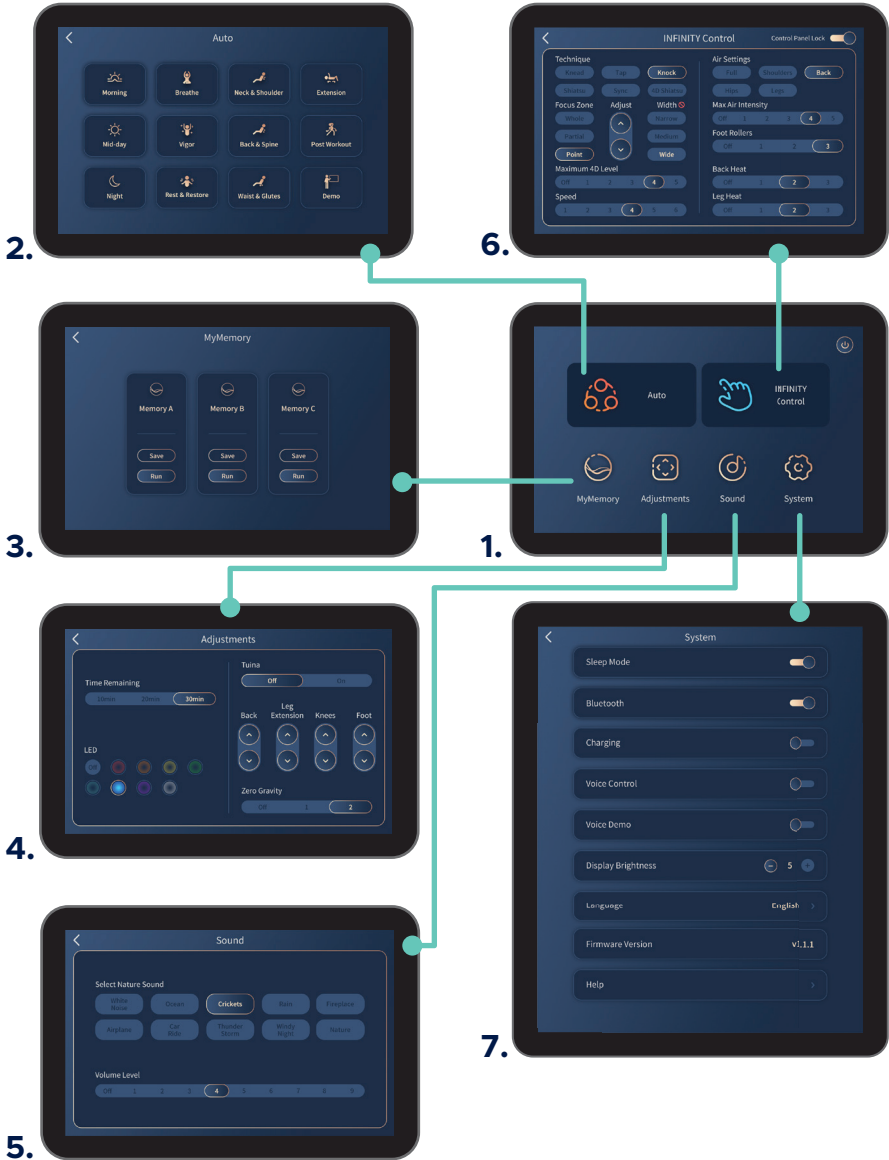 Auto
Morning
Breathe
Neck & Shoulder
Extension
Mid-day
Vigor
Back & Spine
Post Workout
Night
Rest & Restore
Waist & Glutes
Demo
2.
INFINITY Control
Control Panel Lock
Technique
Knead
Tap
Knock
Shiatsu
Sync
4D Shiatsu
Focus Zone
Adjust
Width
Whole
Narrow
Partial
Medium
Point
Wide
Maximum 4D Level
Off 1 2 3 4 5
Speed
1 2 3 4 5 6
Air Settings
Full
Shoulders
Back
Hips
Legs
Max Air Intensity
Off 1 2 3 4 5
Foot Rollers
Off 1 2 3
Back Heat
Off 1 2 3
Leg Heat
Off 1 2 3
6.
MyMemory
Memory A
Memory B
Memory C
Save
Save
Save
Run
Run
Run
3.
Auto
INFINITY
Control
MyMemory
Adjustments
Sound
System
1.
Adjustments
Time Remaining
10min 20min 30min
LED
Off
Tuina
Off On
Back
Leg
Extension
Knees
Foot
Zero Gravity
Off 1 2
4.
Sound
Select Nature Sound
White
Noise
Ocean
Crickets
Rain
Fireplace
Airplane
Car
Ride
Thunder
Storm
Windy
Night
Nature
Volume Level
Off 1 2 3 4 5 6 7 8 9
5.
System
Sleep Mode
Bluetooth
Charging
Voice Control
Voice Demo
Display Brightness
5
Language
English
Firmware Version
v1.1.1
Help
7.